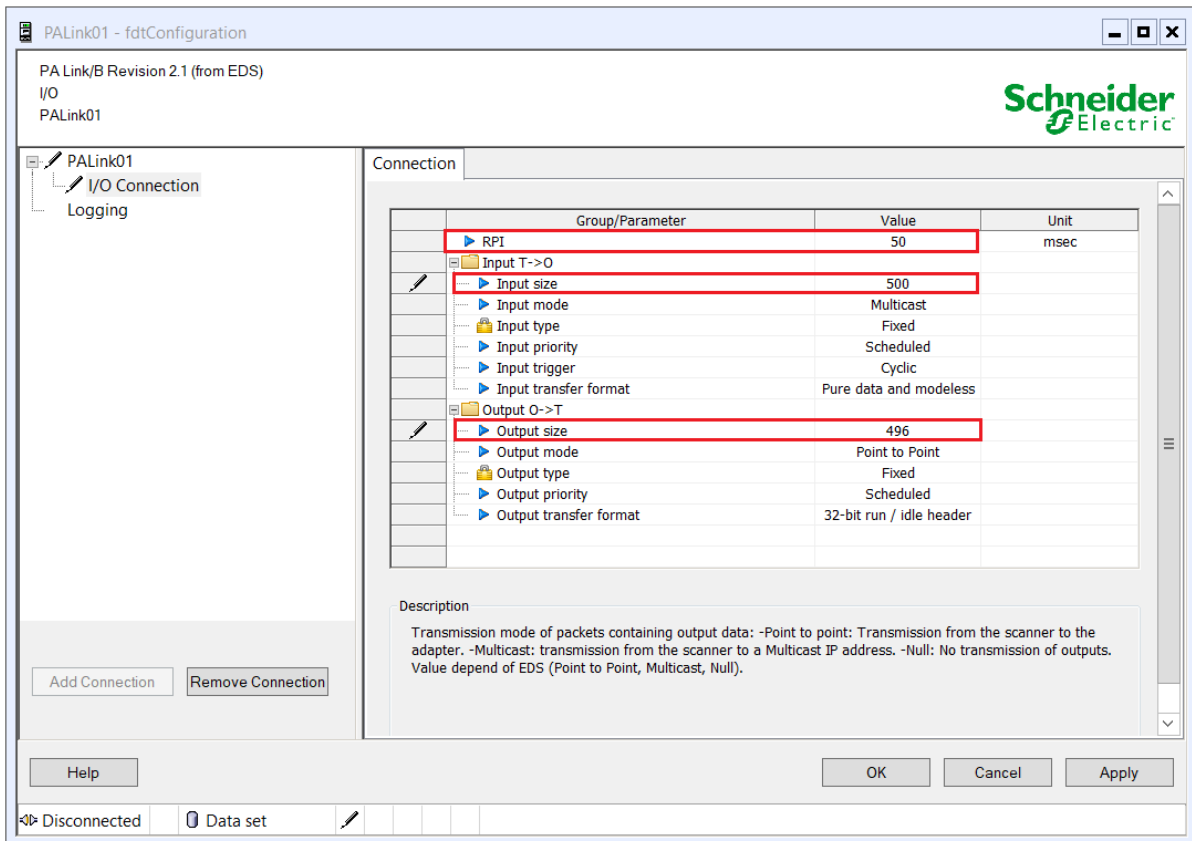 PALink01 - fdtConfiguration
PA Link/B Revision 2.1 (from EDS)
I/O
PALink01
Schneider
Electric
PALink01
I/O Connection
Logging
Add Connection Remove Connection
Connection
Group/Parameter Value Unit
RPI 50 msec
Input T->O
Input size 500
Input mode Multicast
Input type Fixed
Input priority Scheduled
Input trigger Cyclic
Input transfer format Pure data and modeless
Output O->T
Output size 496
Output mode Point to Point
Output type Fixed
Output priority Scheduled
Output transfer format 32-bit run / idle header
Description
Transmission mode of packets containing output data: -Point to point: Transmission from the scanner to the
adapter. -Multicast: transmission from the scanner to a Multicast IP address. -Null: No transmission of outputs.
Value depend of EDS (Point to Point, Multicast, Null).
Help OK Cancel Apply
Disconnected Data set